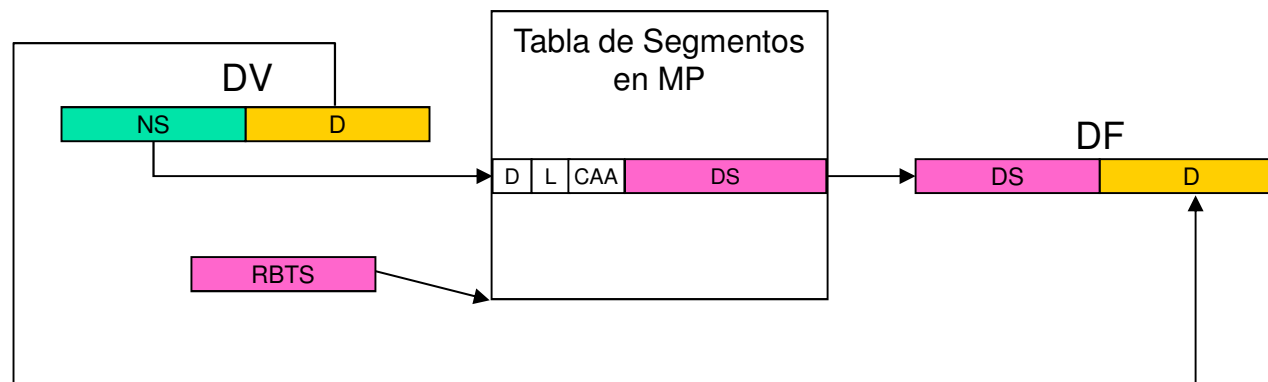 Tabla de Segmentos
en MP
DV
NS D
DF
D L CAA DS
DS D
RBTS